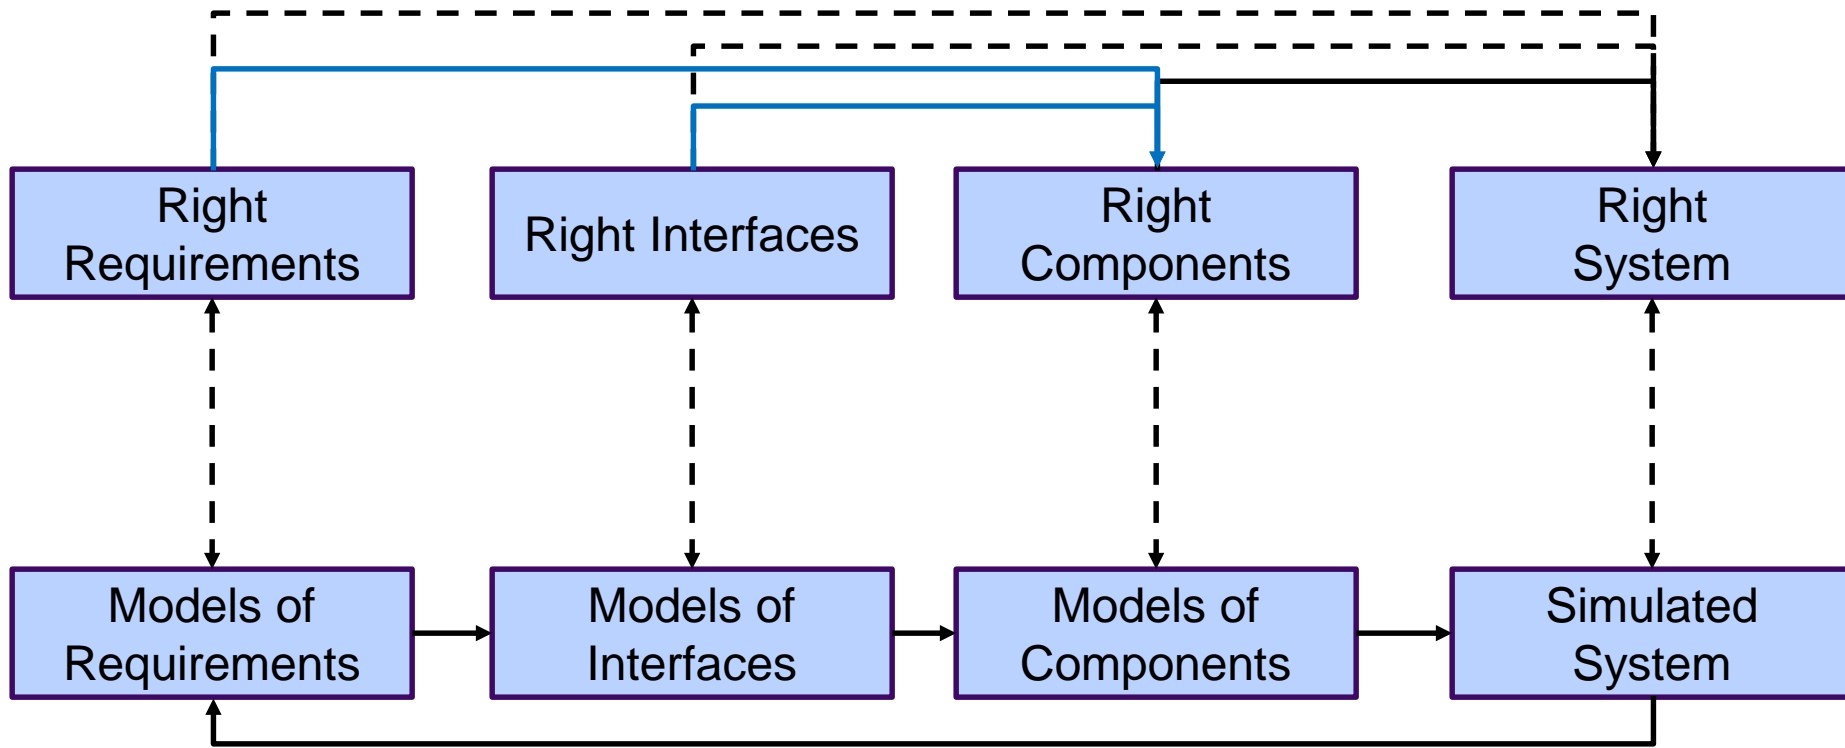 Right
Requirements
Right Interfaces
Right
Components
Right
System
Models of
Requirements
Models of
Interfaces
Models of
Components
Simulated
System